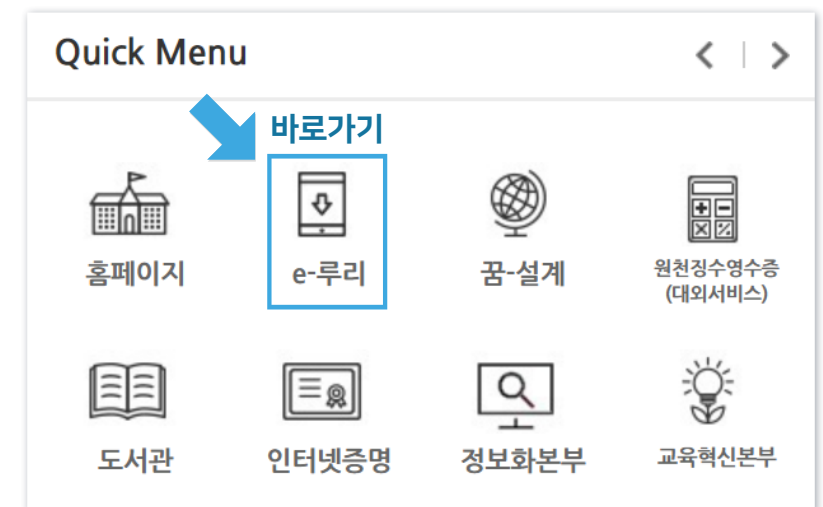 Quick Menu
바로가기
홈페이지
e-루리
꿈-설계
원천징수영수증
(대외서비스)
도서관
인터넷증명
정보화본부
교육혁신본부